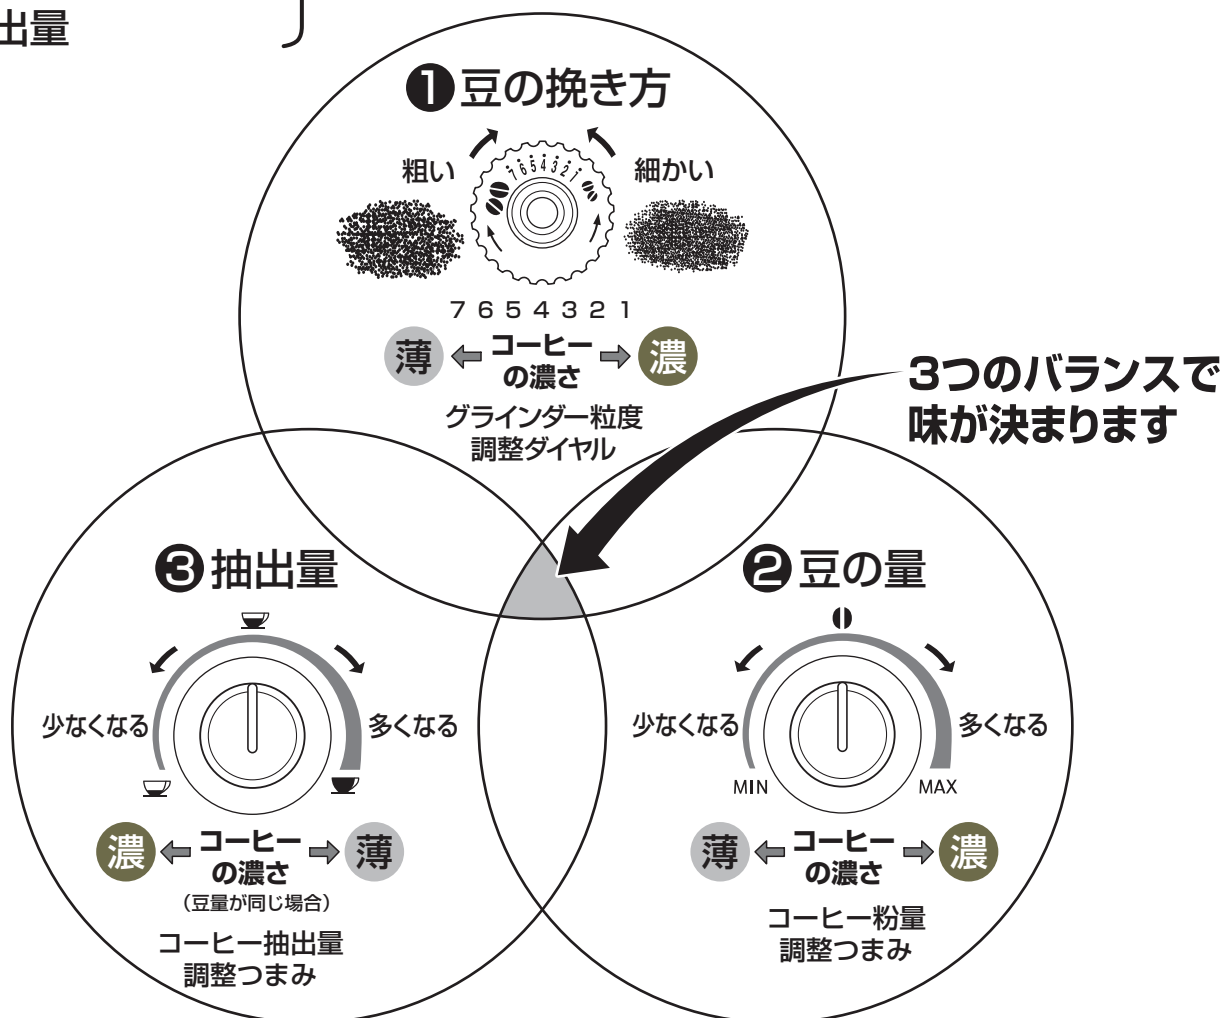 出量
❶豆の挽き方
粗い
細かい
7 6 5 4 3 2 1
7 6 5 4 3 2 1
薄
コーヒー
の濃さ
濃
グラインダー粒度
調整ダイヤル
3つのバランスで
味が決まります
❸抽出量
少なくなる
多くなる
濃
コーヒー
の濃さ
薄
（豆量が同じ場合）
コーヒー抽出量
調整つまみ
❷豆の量
少なくなる
多くなる
MIN
MAX
薄
コーヒー
の濃さ
濃
コーヒー粉量
調整つまみ